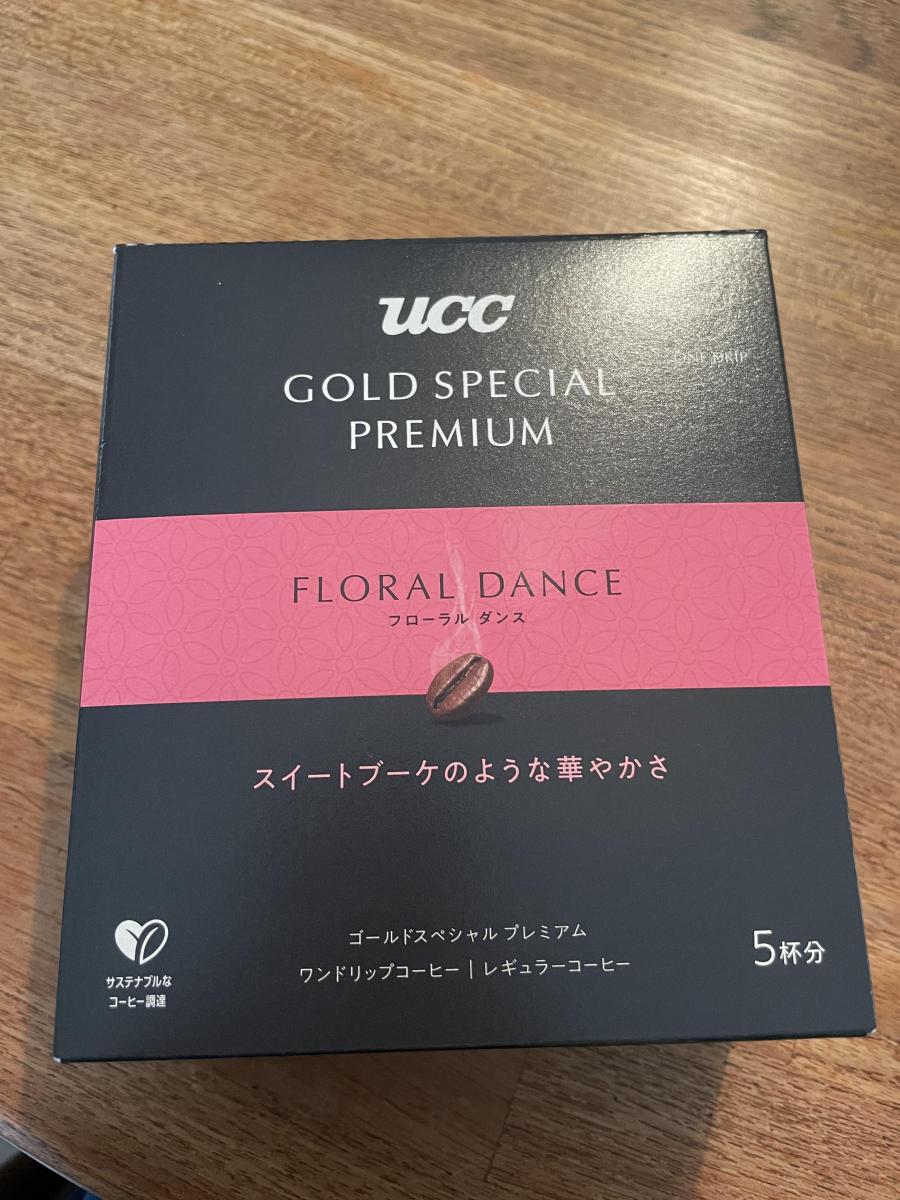 ucc
ONE DRIP
GOLD SPECIAL
PREMIUM
FLORAL DANCE
フローラル ダンス
スイートブーケのような華やかさ
ゴールドスペシャル プレミアム
ワンドリップコーヒー | レギュラーコーヒー
5杯分
サステナブルな
コーヒー調達